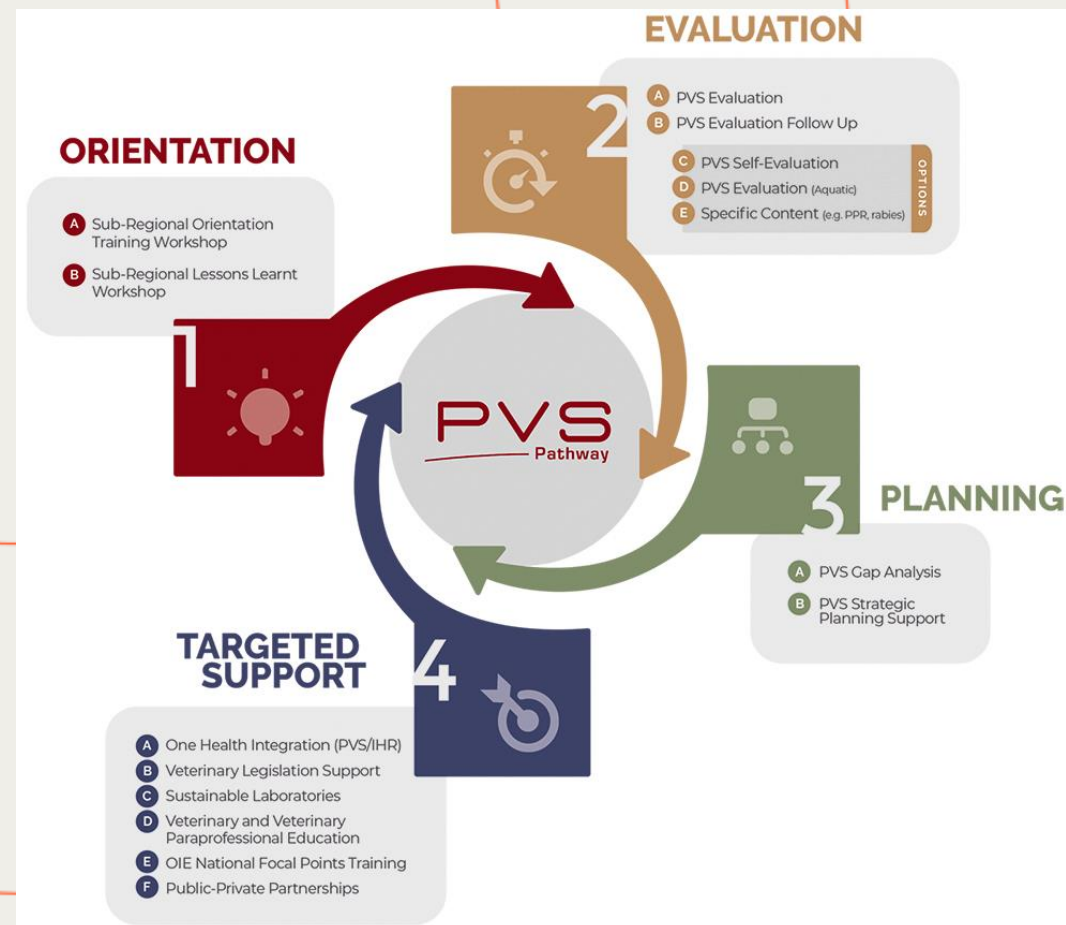 EVALUATION
2
A PVS Evaluation
B PVS Evaluation Follow Up
C PVS Self-Evaluation
D PVS Evaluation (Aquatic)
E Specific Content (e.g. PPR, rabies)
OPTIONS
ORIENTATION
A Sub-Regional Orientation
Training Workshop
B Sub-Regional Lessons Learnt
Workshop
1
PVS
Pathway
3
PLANNING
A PVS Gap Analysis
B PVS Strategic
Planning Support
TARGETED
SUPPORT
4
A One Health Integration (PVS/IHR)
B Veterinary Legislation Support
C Sustainable Laboratories
D Veterinary and Veterinary
Paraprofessional Education
E OIE National Focal Points Training
F Public-Private Partnerships